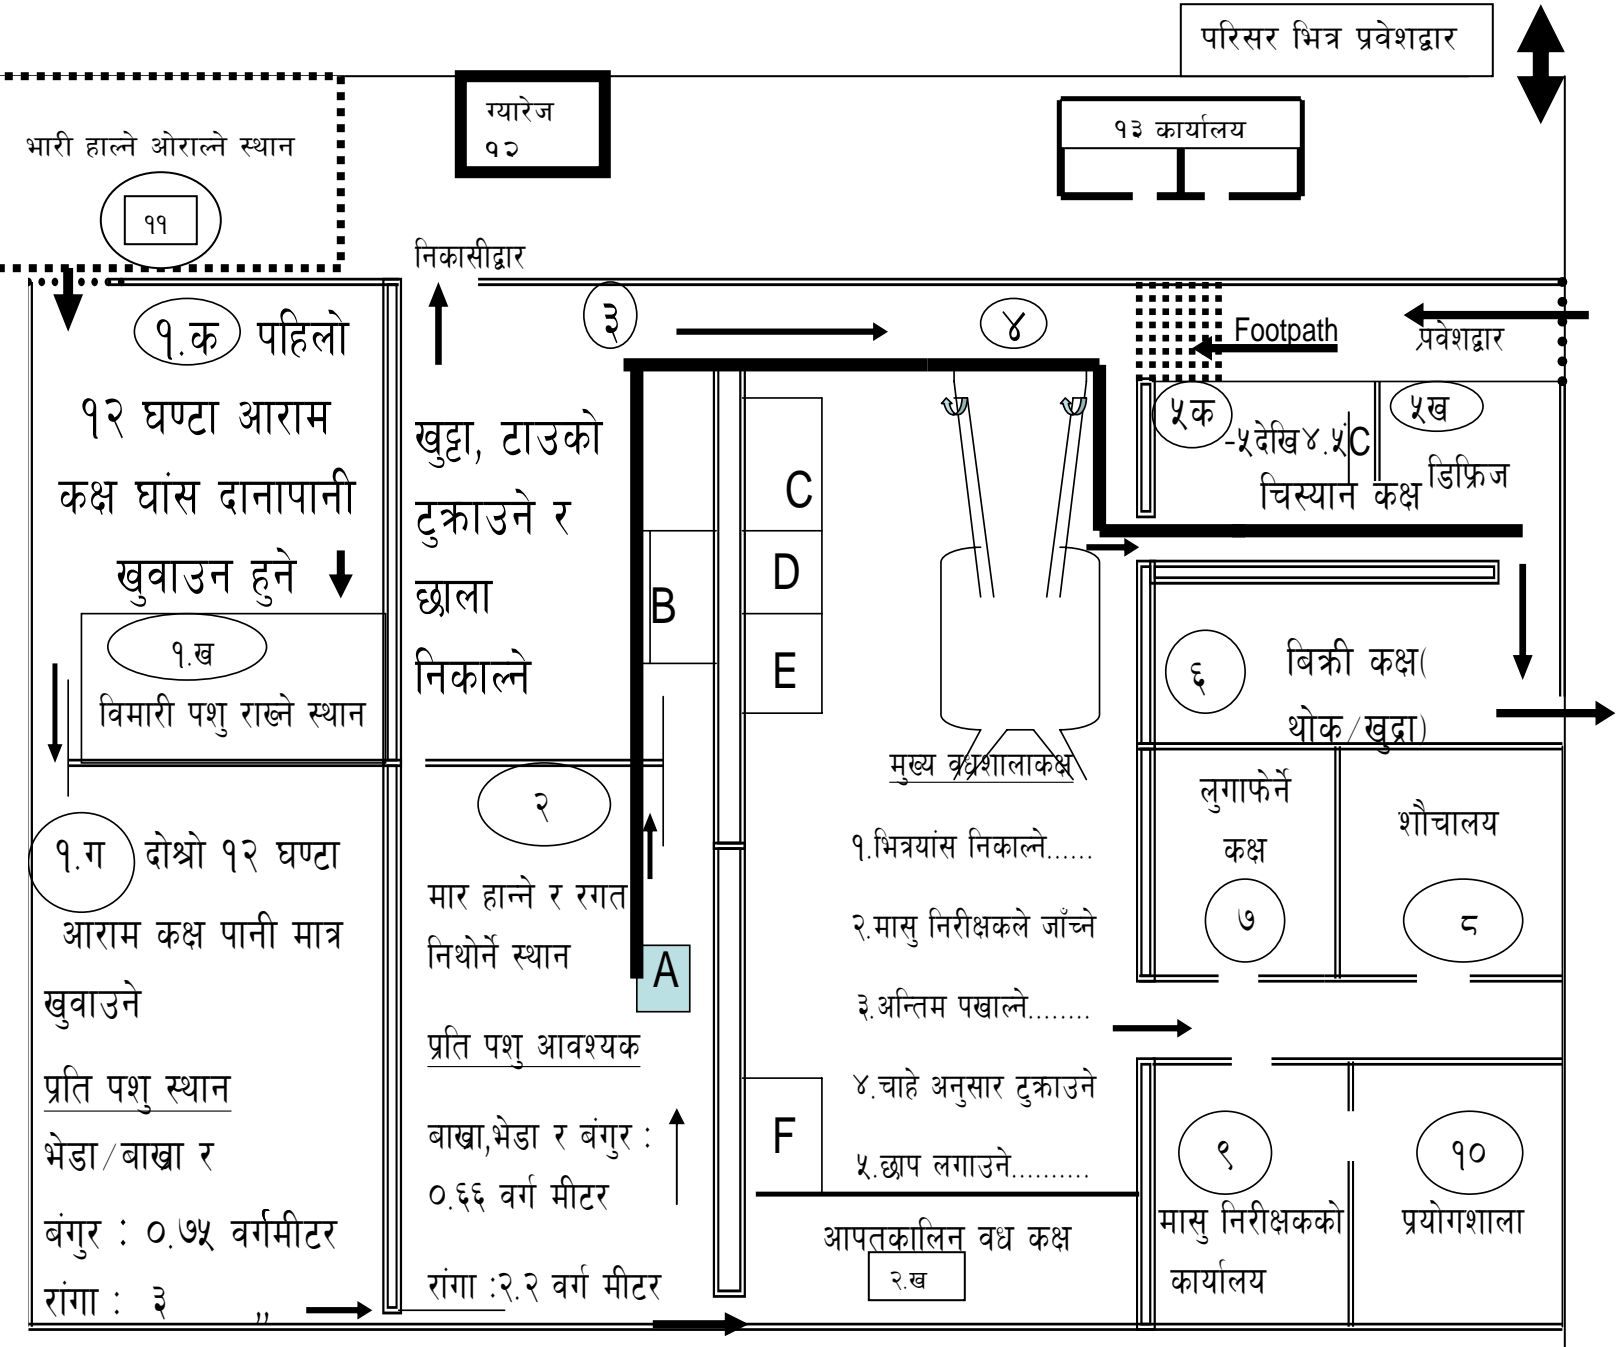 परिसर भित्र प्रवेशद्वार
ग्यारेज
१२
१३ कार्यालय
भारी हाल्ने ओराल्ने स्थान
११
निकासीद्वार
१.क पहिलो
१२ घण्टा आराम
कक्ष घांस दानापानी
खुवाउन हुने
१.ख
विमारी पशु राख्ने स्थान
१.ग दोश्रो १२ घण्टा
आराम कक्ष पानी मात्र
खुवाउने
प्रति पशु स्थान
भेडा/बाख्रा र
बंगुर : ०.७५ वर्गमीटर
रांगा : ३ ,,
३
खुट्टा, टाउको
टुक्राउने र
छाला
निकाल्ने
२
मार हान्ने र रगत
निथोर्ने स्थान
प्रति पशु आवश्यक
बाख्रा,भेडा र बंगुर :
०.६६ वर्ग मीटर
रांगा :२.२ वर्ग मीटर
A
B
C
D
E
F
४
मुख्य वधशालाकक्ष
१.भित्रयांस निकाल्ने......
२.मासु निरीक्षकले जाँच्ने
३.अन्तिम पखाल्ने........
४.चाहे अनुसार टुक्राउने
५.छाप लगाउने..........
आपतकालिन वध कक्ष
२.ख
Footpath
प्रवेशद्वार
५क
-५देखि४.५ंC
चिस्यान कक्ष
५ख
डिफ्रिज
६
बिक्री कक्ष(
थोक/खुद्रा)
लुगाफेर्ने
कक्ष
७
शौचालय
८
९
मासु निरीक्षकको
कार्यालय
१०
प्रयोगशाला